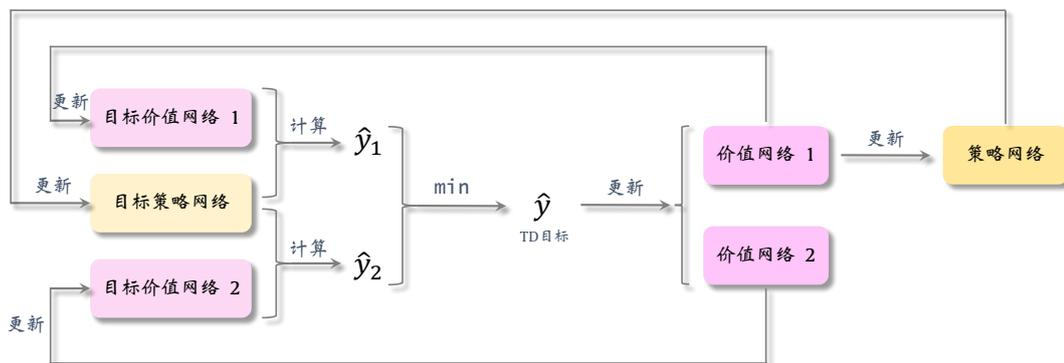 更新
目标价值网络 1
计算
ŷ₁
更新
目标策略网络
计算
ŷ₂
更新
目标价值网络 2
min
ŷ
TD目标
更新
价值网络 1
价值网络 2
更新
策略网络